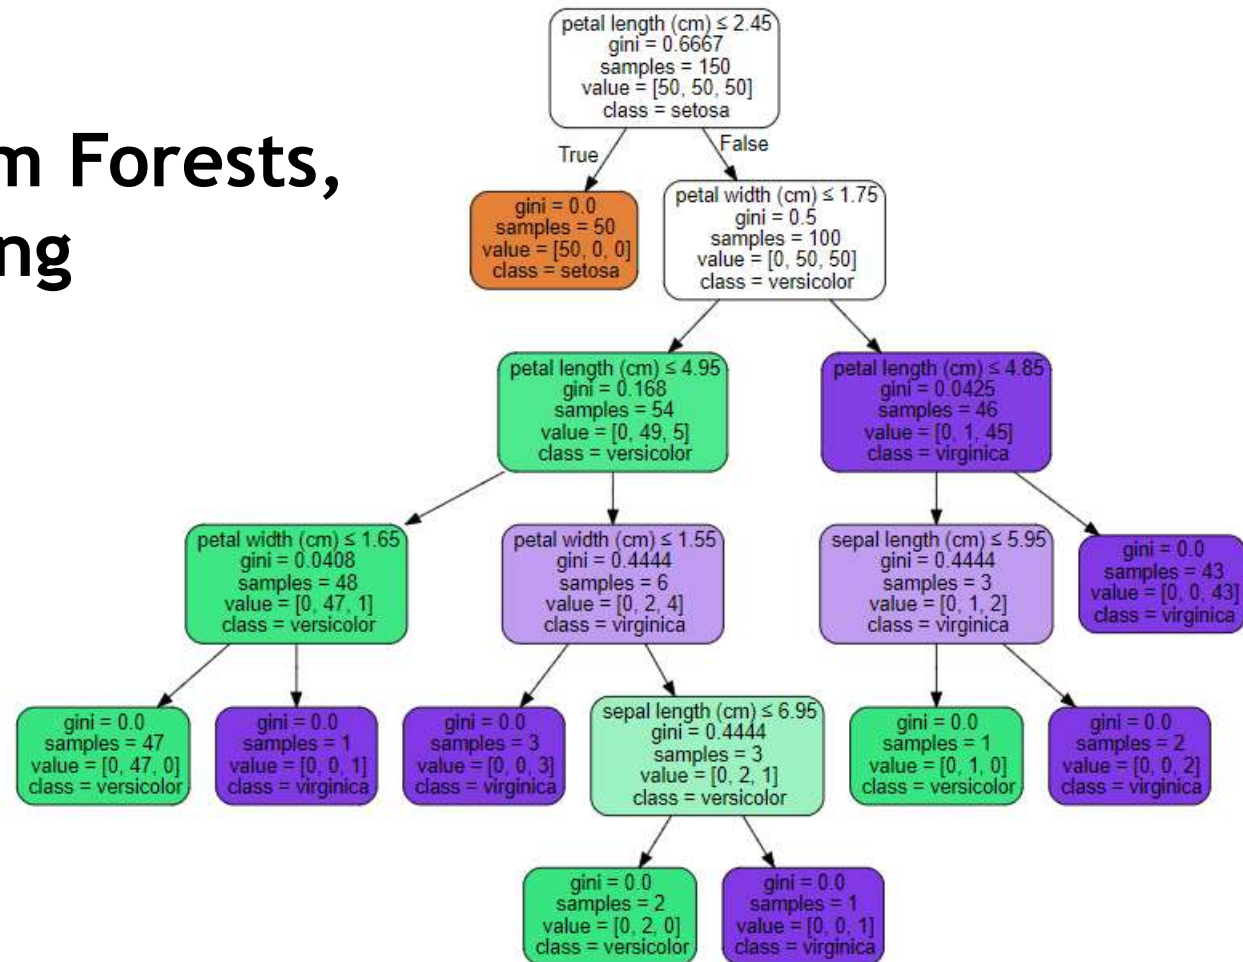 m Forests,
ng
petal length (cm) ≤ 2.45
gini = 0.6667
samples = 150
value = [50, 50, 50]
class = setosa
True
False
gini = 0.0
samples = 50
value = [50, 0, 0]
class = setosa
petal width (cm) ≤ 1.75
gini = 0.5
samples = 100
value = [0, 50, 50]
class = versicolor
petal length (cm) ≤ 4.95
gini = 0.168
samples = 54
value = [0, 49, 5]
class = versicolor
petal length (cm) ≤ 4.85
gini = 0.0425
samples = 46
value = [0, 1, 45]
class = virginica
petal width (cm) ≤ 1.65
gini = 0.0408
samples = 48
value = [0, 47, 1]
class = versicolor
petal width (cm) ≤ 1.55
gini = 0.4444
samples = 6
value = [0, 2, 4]
class = virginica
sepal length (cm) ≤ 5.95
gini = 0.4444
samples = 3
value = [0, 1, 2]
class = virginica
gini = 0.0
samples = 43
value = [0, 0, 43]
class = virginica
gini = 0.0
samples = 47
value = [0, 47, 0]
class = versicolor
gini = 0.0
samples = 1
value = [0, 0, 1]
class = virginica
gini = 0.0
samples = 3
value = [0, 0, 3]
class = virginica
sepal length (cm) ≤ 6.95
gini = 0.4444
samples = 3
value = [0, 2, 1]
class = versicolor
gini = 0.0
samples = 1
value = [0, 1, 0]
class = versicolor
gini = 0.0
samples = 2
value = [0, 0, 2]
class = virginica
gini = 0.0
samples = 2
value = [0, 2, 0]
class = versicolor
gini = 0.0
samples = 1
value = [0, 0, 1]
class = virginica